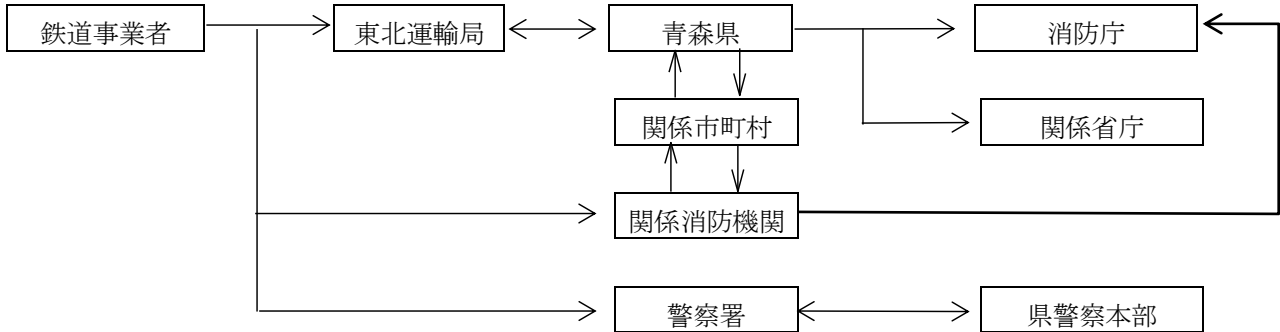 鉄道事業者
東北運輸局
青森県
消防庁
関係市町村
関係省庁
関係消防機関
警察署
県警察本部